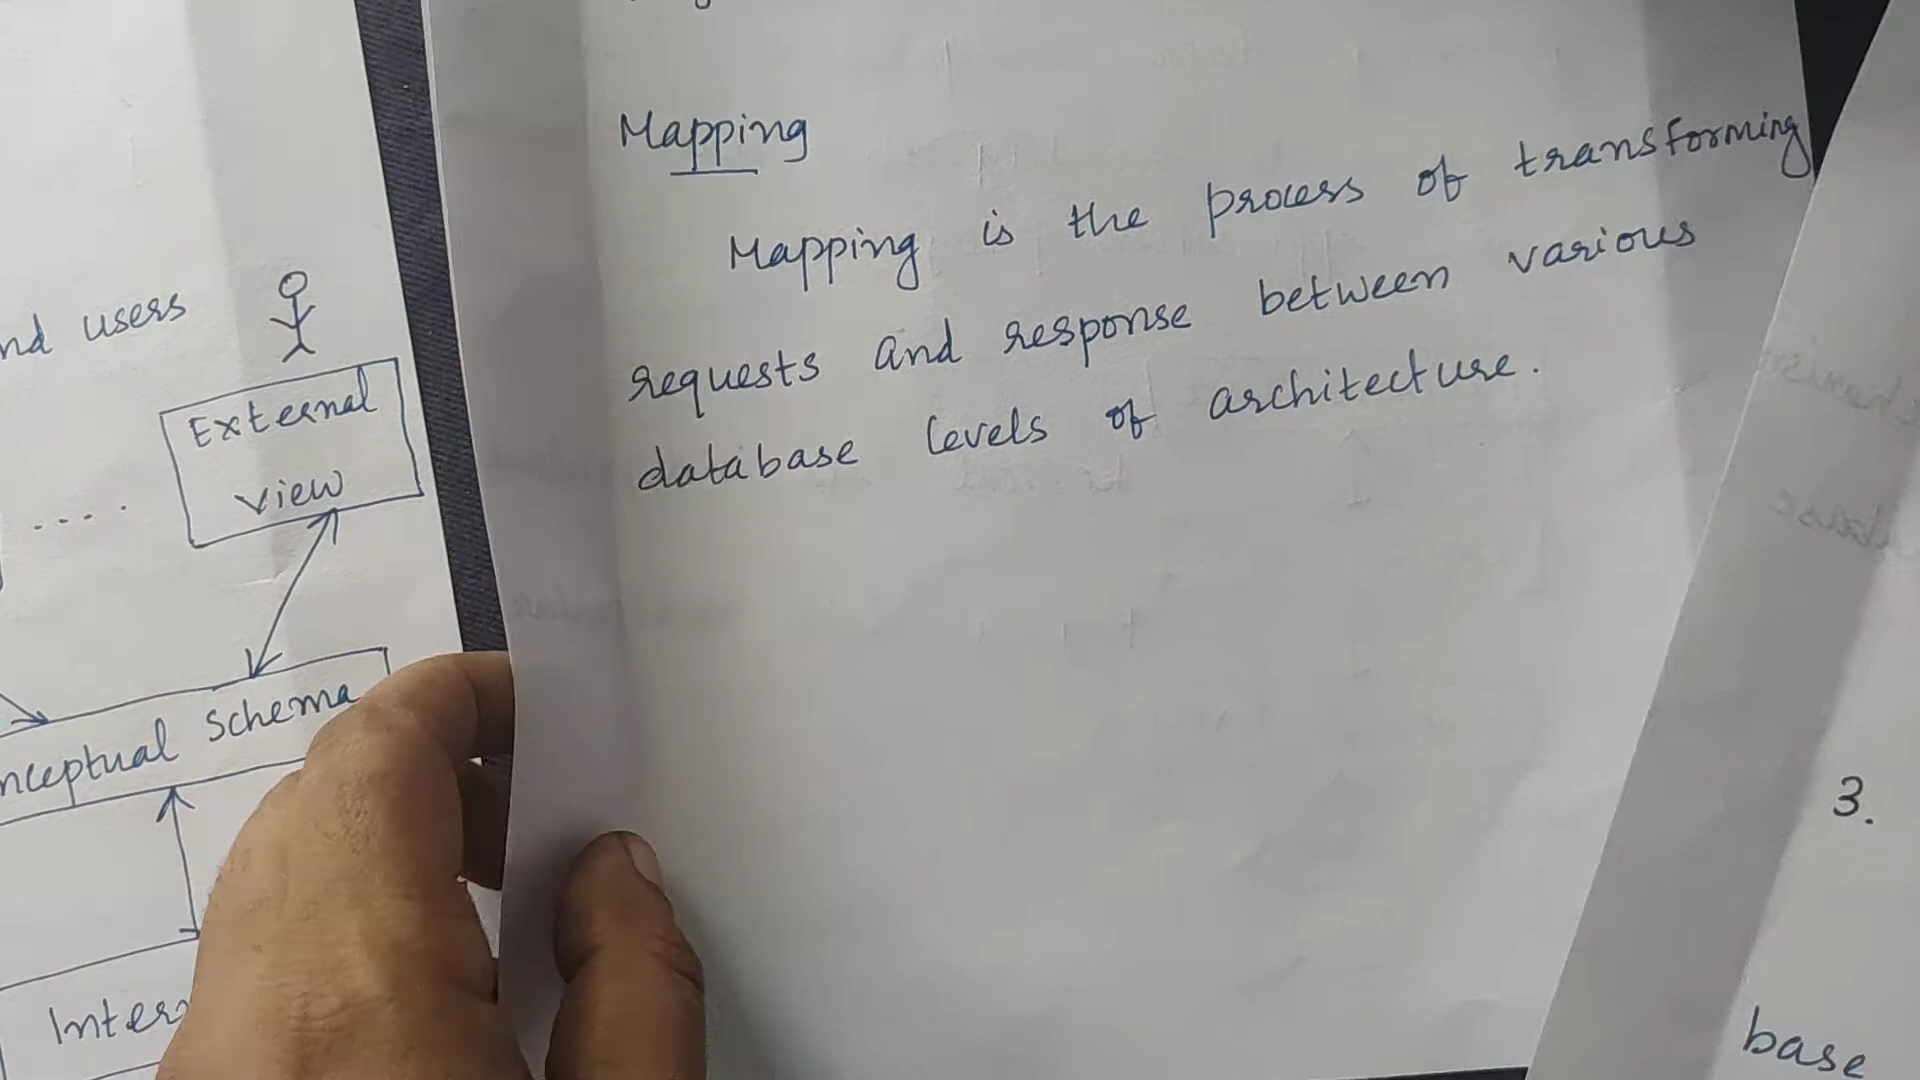 nd users
External
view
....
nceptual Schema
Inter
Mapping
Mapping is the process of transforming
requests and response between various
database levels of architecture.
3.
base